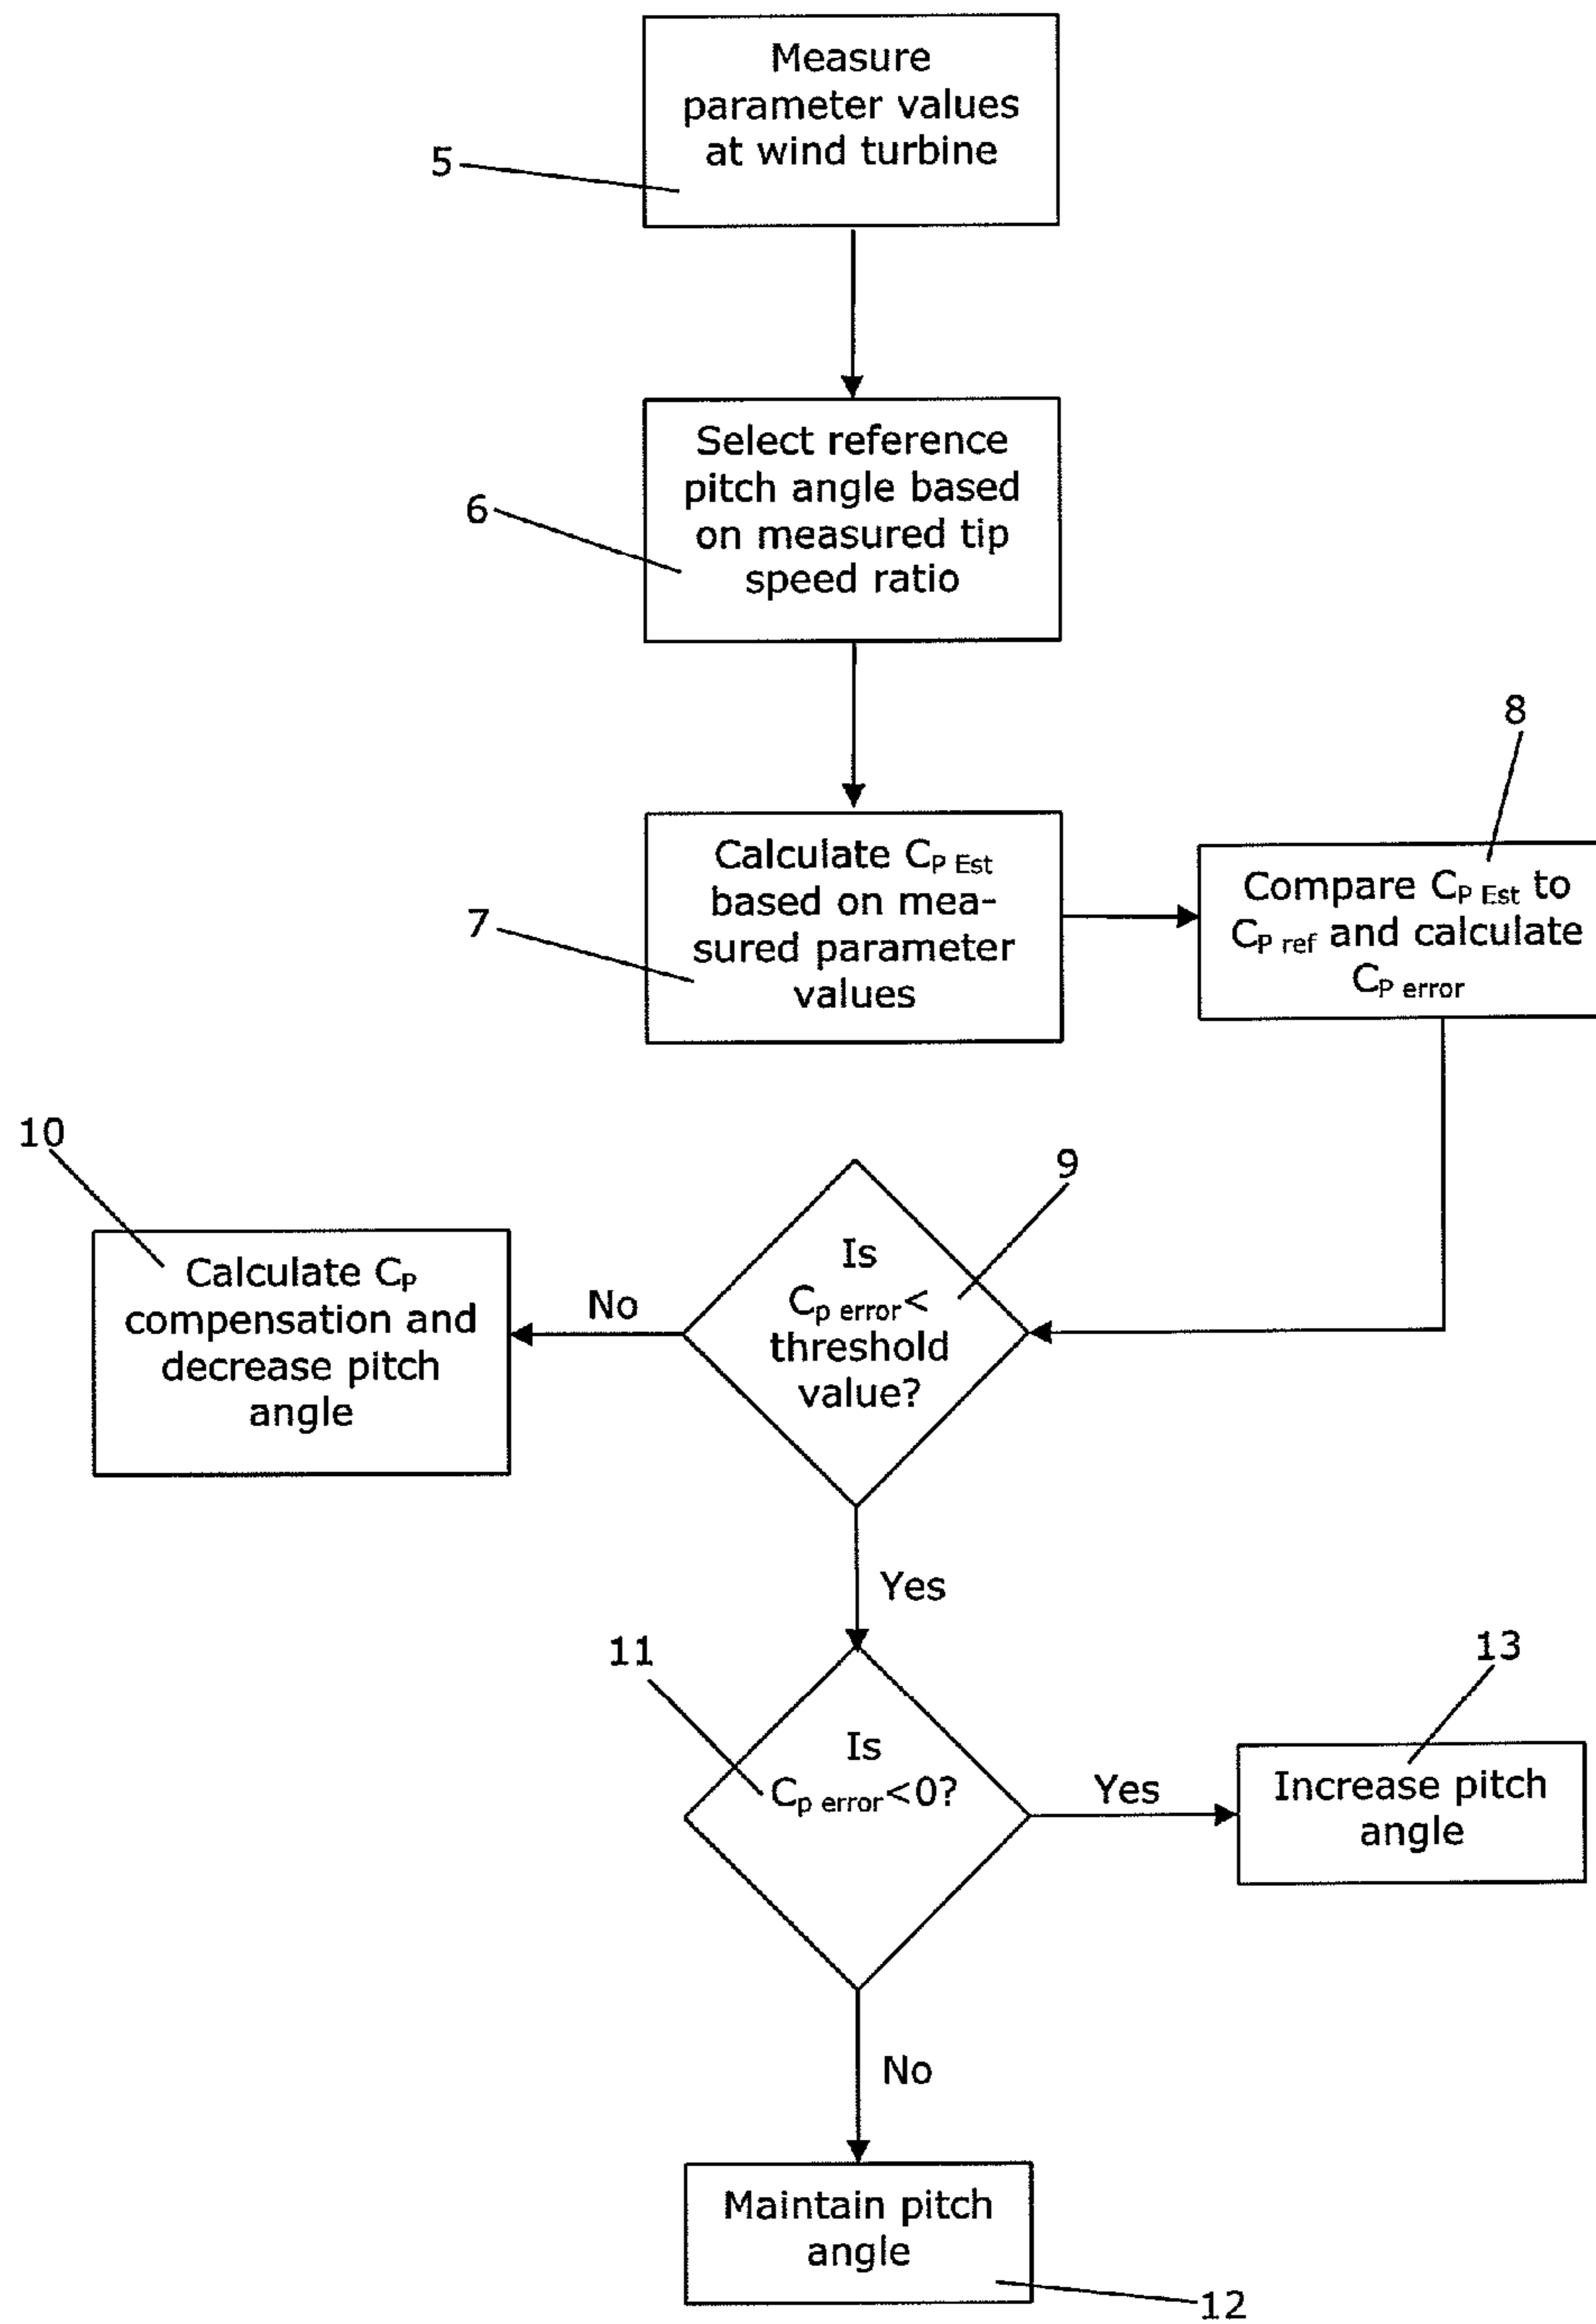 Measure
parameter values
at wind turbine
5
Select reference
pitch angle based
on measured tip
speed ratio
6
8
Calculate CP Est
based on mea-
sured parameter
values
7
Compare CP Est to
CP ref and calculate
CP error
10
9
Calculate CP
compensation and
decrease pitch
angle
No
Is
Cp error<
threshold
value?
Yes
11
13
Is
Cp error<0?
Yes
Increase pitch
angle
No
Maintain pitch
angle
12